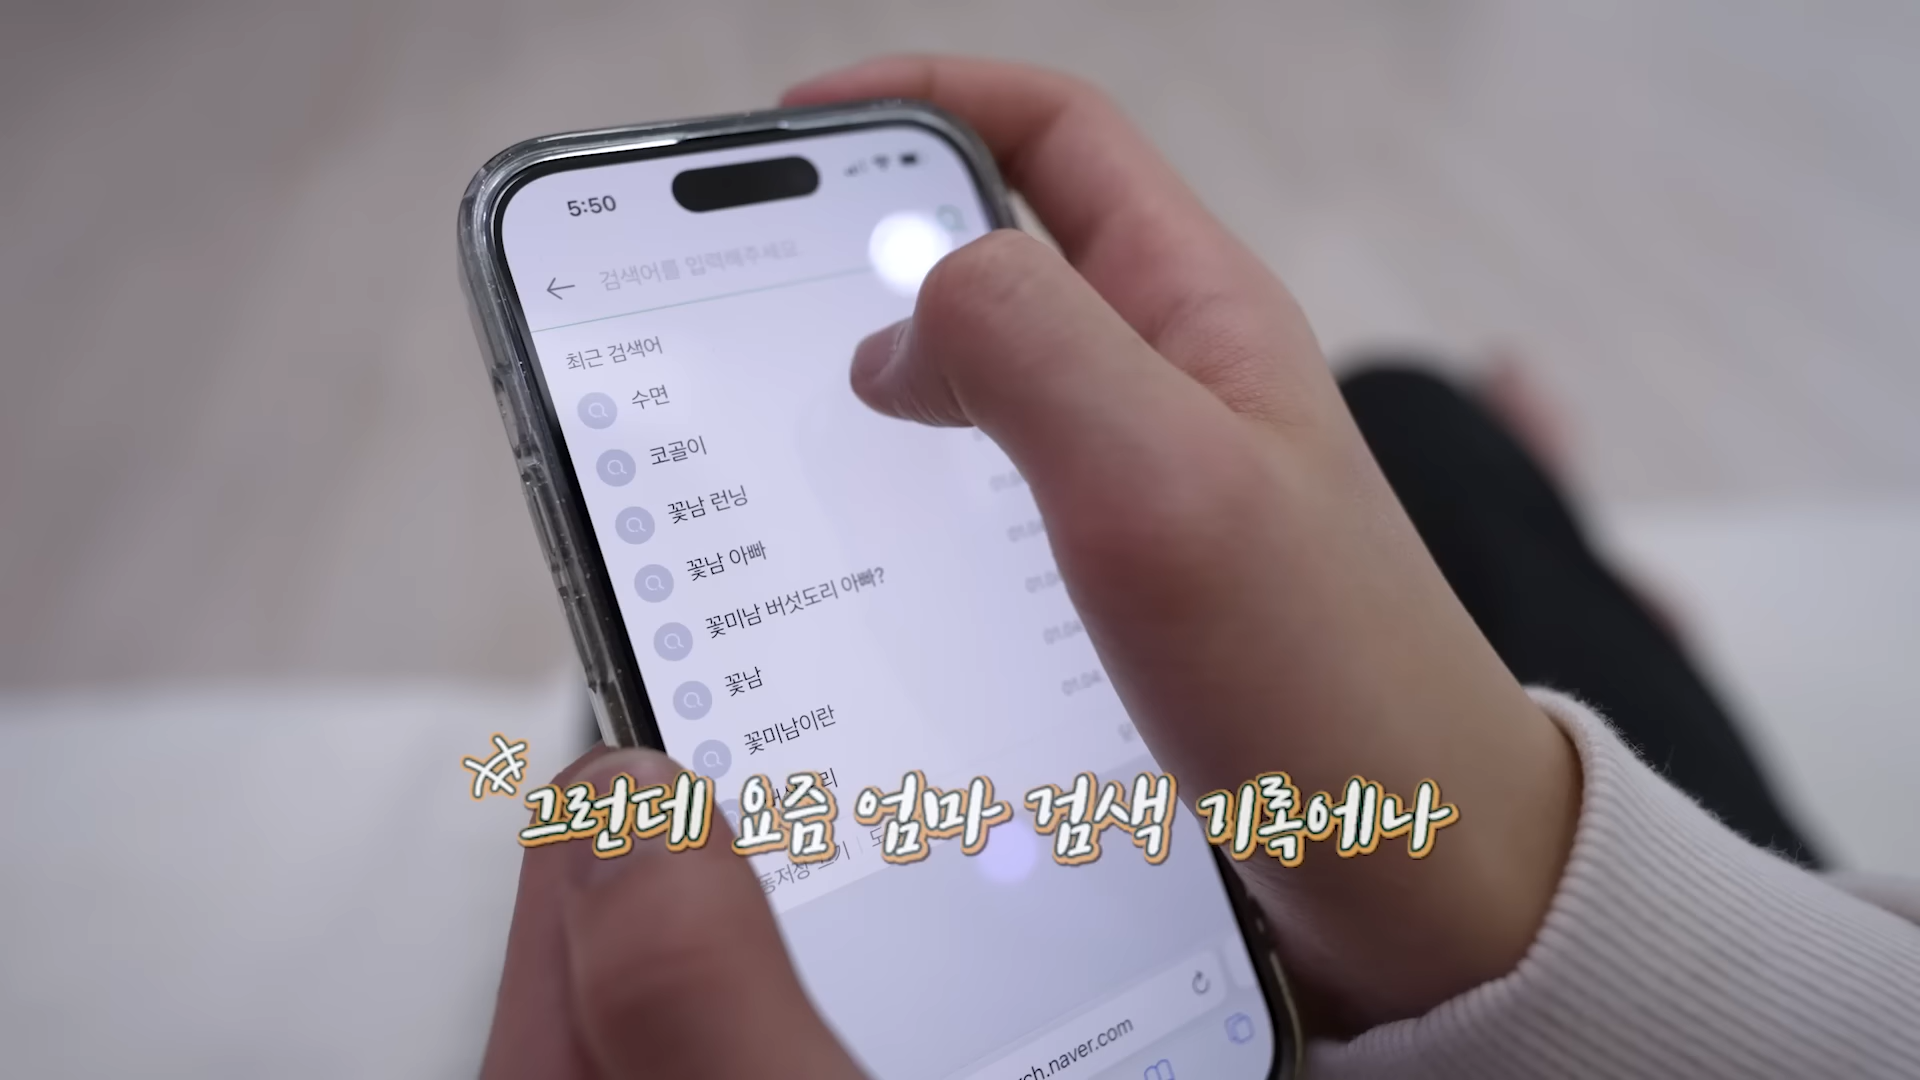 5:50
검색어를 입력해주세요.
최근 검색어
수면
코골이
꽃남 런닝
꽃남 아빠
꽃미남 버섯도리 아빠?
꽃남
꽃미남이란
그런데 요즘 엄마 검색 기록에나
ch.naver.com